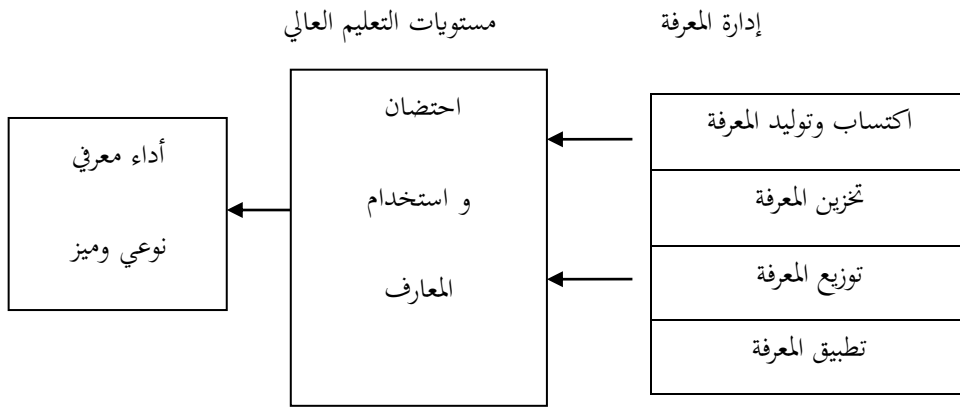 إدارة المعرفة
مستويات التعليم العالي
اكتساب وتوليد المعرفة
تخزين المعرفة
توزيع المعرفة
تطبيق المعرفة
احتضان
و استخدام
المعارف
أداء معرفي
نوعي وميز